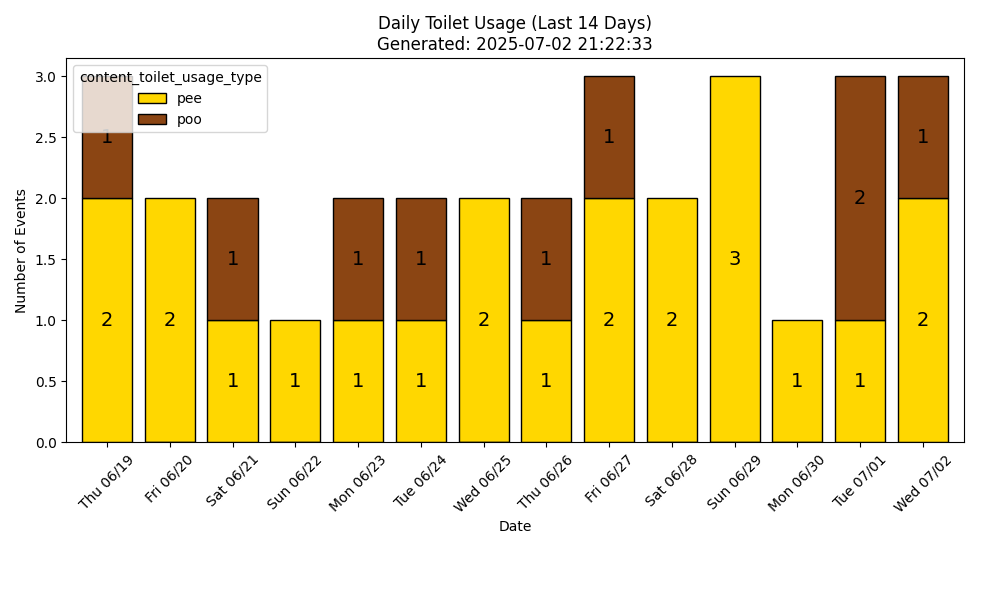 Daily Toilet Usage (Last 14 Days)
Generated: 2025-07-02 21:22:33
content_toilet_usage_type
pee
poo
Number of Events
3.0
2.5
2.0
1.5
1.0
0.5
0.0
1
1
1
2
1
1
1
1
1
3
2
2
2
2
2
2
1
1
1
1
1
1
1
Thu 06/19
Fri 06/20
Sat 06/21
Sun 06/22
Mon 06/23
Tue 06/24
Wed 06/25
Thu 06/26
Fri 06/27
Sat 06/28
Sun 06/29
Mon 06/30
Tue 07/01
Wed 07/02
Date